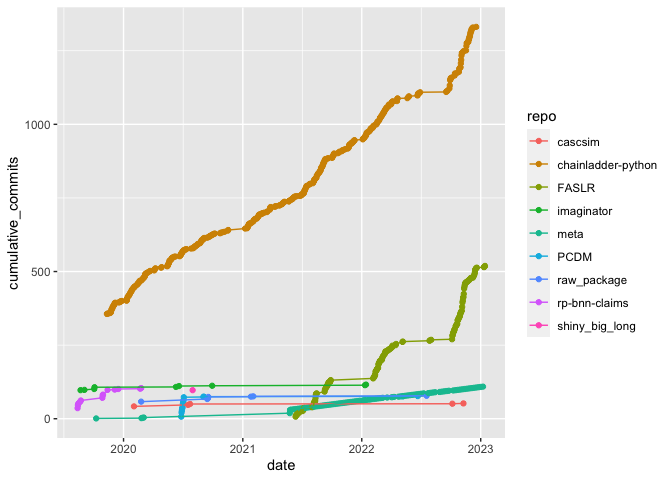 1000
500
0
cumulative_commits
2020 2021 2022 2023
date
repo
cascsim
chainladder-python
FASLR
imaginator
meta
PCDM
raw_package
rp-bnn-claims
shiny_big_long